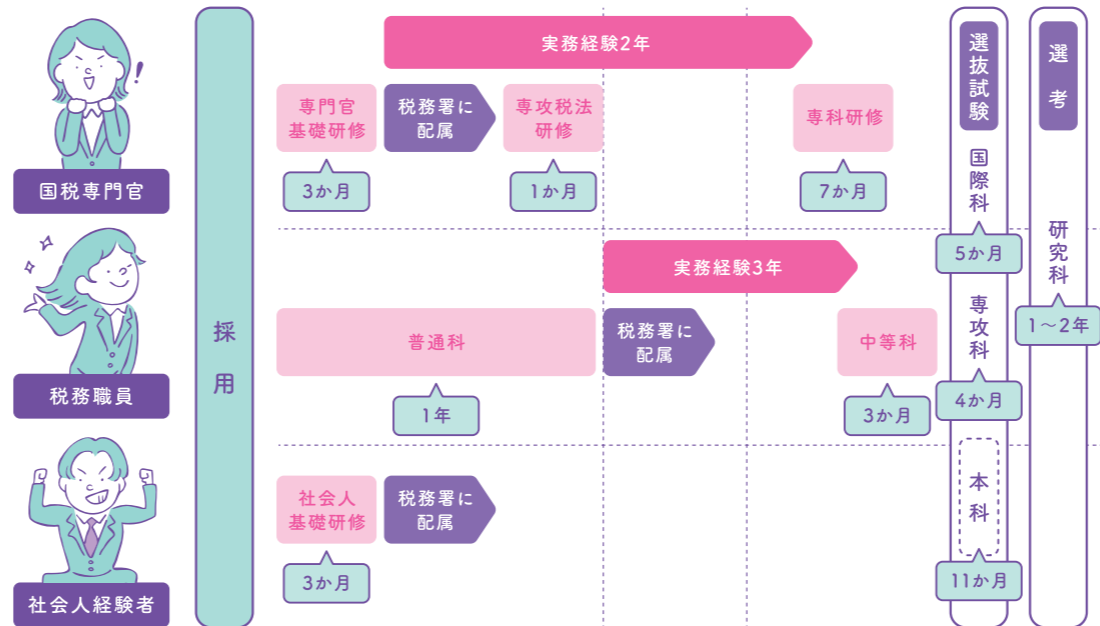 実務経験2年
専門官
基礎研修
税務署に
配属
専攻税法
研修
専科研修
3か月
1か月
7か月
国税専門官
実務経験3年
普通科
税務署に
配属
中等科
1年
3か月
税務職員
社会人
基礎研修
税務署に
配属
3か月
社会人経験者
採用
選抜試験
国際科
5か月
専攻科
4か月
本科
11か月
選考
研究科
1〜2年